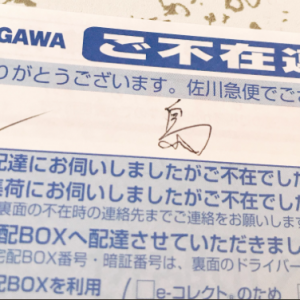 GAWA ご不在連
りがとうございます。佐川急便でござ
鳥
配達にお伺いしましたがご不在でした
集荷にお伺いしましたがご不在でした
裏面の不在時の連絡先までご連絡をお願いします
配BOXへ配達させていただきました
宅配BOX番号・暗証番号は、裏面のドライバー
配BOXを利用 / □e-コレクト のため